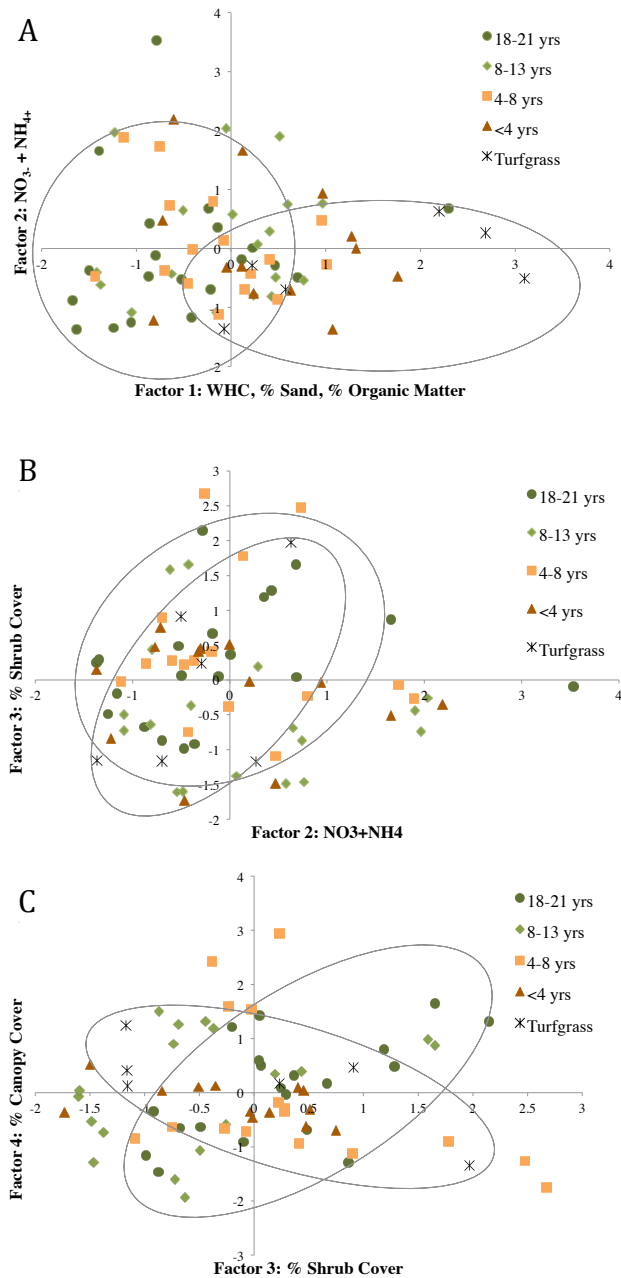 A
4
3
2
1
0
-2
-1
0
1
2
3
4
1
2
Factor 2: NO3- + NH4+
Factor 1: WHC, % Sand, % Organic Matter
18-21 yrs
8-13 yrs
4-8 yrs
<4 yrs
Turfgrass
B
3
2.5
2
1.5
1
0.5
0
-2
-1
0
1
2
3
4
-0.5
-1
-1.5
-2
Factor 3: % Shrub Cover
Factor 2: NO3+NH4
18-21 yrs
8-13 yrs
4-8 yrs
<4 yrs
Turfgrass
C
4
3
2
1
0
-2
-1.5
-1
-0.5
0
0.5
1
1.5
2
2.5
3
-1
-2
-3
Factor 4: % Canopy Cover
Factor 3: % Shrub Cover
18-21 yrs
8-13 yrs
4-8 yrs
<4 yrs
Turfgrass